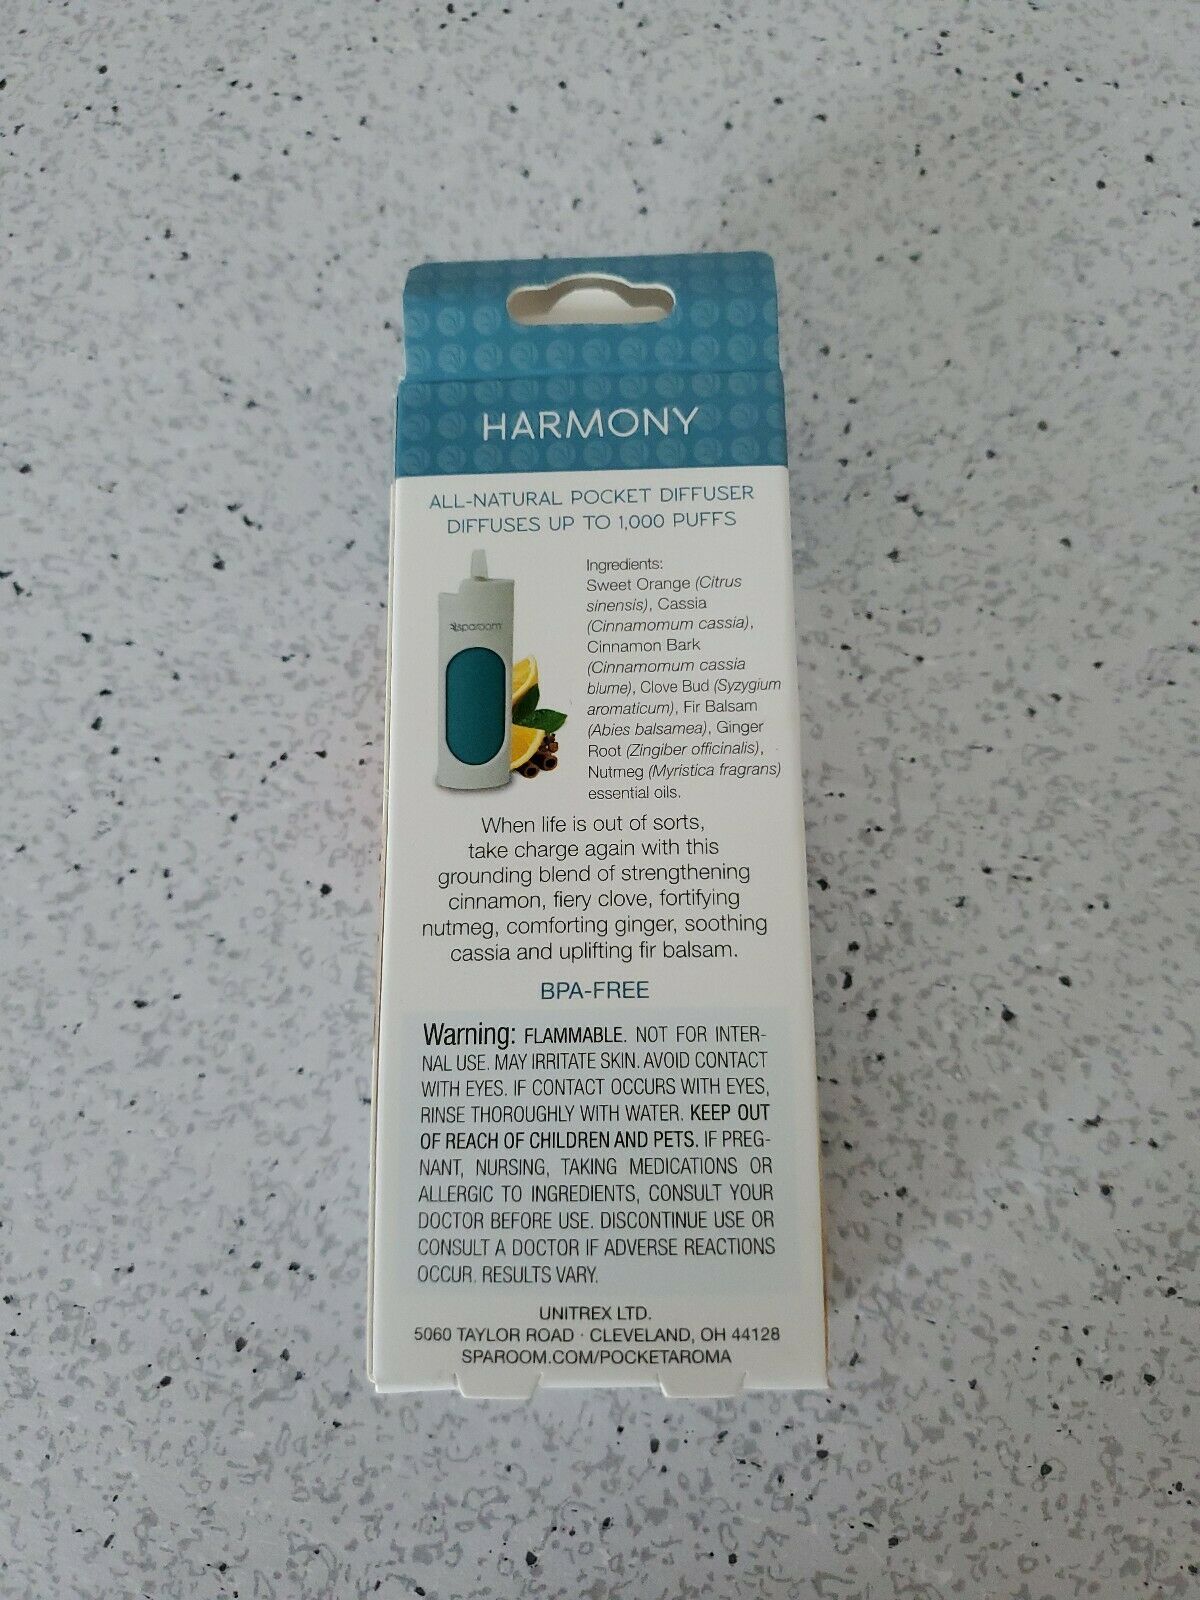 HARMONY
ALL-NATURAL POCKET DIFFUSER
DIFFUSES UP TO 1,000 PUFFS
sparoom
Ingredients:
Sweet Orange (Citrus
sinensis), Cassia
(Cinnamomum cassia),
Cinnamon Bark
(Cinnamomum cassia
blume), Clove Bud (Syzygium
aromaticum), Fir Balsam
(Abies balsamea), Ginger
Root (Zingiber officinalis),
Nutmeg (Myristica fragrans)
essential oils.
When life is out of sorts,
take charge again with this
grounding blend of strengthening
cinnamon, fiery clove, fortifying
nutmeg, comforting ginger, soothing
cassia and uplifting fir balsam.
BPA-FREE
Warning: FLAMMABLE. NOT FOR INTER-
NAL USE. MAY IRRITATE SKIN. AVOID CONTACT
WITH EYES. IF CONTACT OCCURS WITH EYES,
RINSE THOROUGHLY WITH WATER. KEEP OUT
OF REACH OF CHILDREN AND PETS. IF PREG-
NANT, NURSING, TAKING MEDICATIONS OR
ALLERGIC TO INGREDIENTS, CONSULT YOUR
DOCTOR BEFORE USE. DISCONTINUE USE OR
CONSULT A DOCTOR IF ADVERSE REACTIONS
OCCUR. RESULTS VARY.
UNITREX LTD.
5060 TAYLOR ROAD · CLEVELAND, OH 44128
SPAROOM.COM/POCKETAROMA